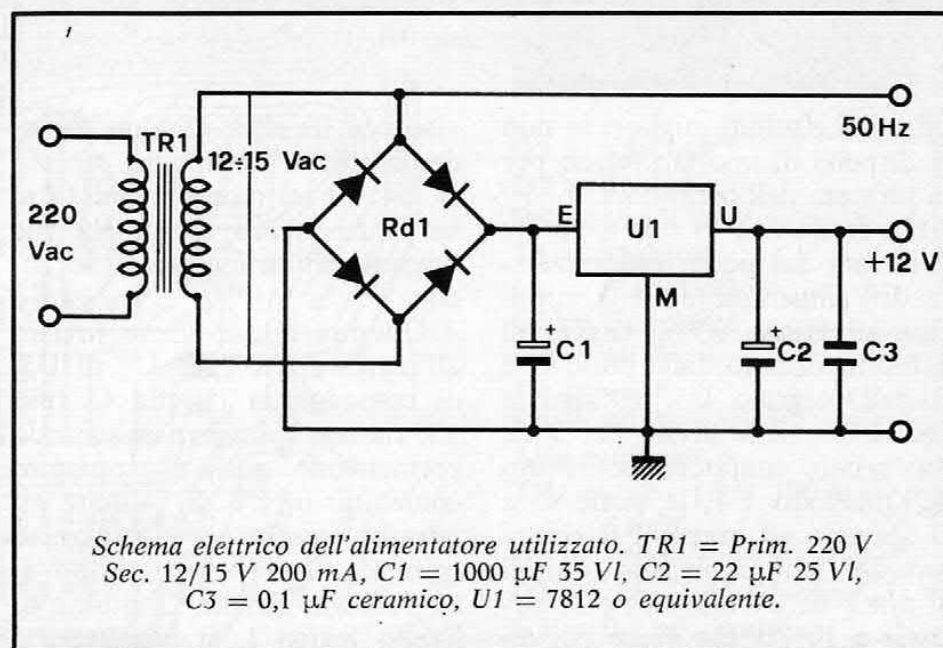 TR1
12÷15 Vac
50 Hz
220
Vac
Rd1
E
U1
U
+12 V
M
+
C1
+
C2
C3
Schema elettrico dell'alimentatore utilizzato. TR1 = Prim. 220 V
Sec. 12/15 V 200 mA, C1 = 1000 µF 35 Vl, C2 = 22 µF 25 Vl,
C3 = 0,1 µF ceramico, U1 = 7812 o equivalente.